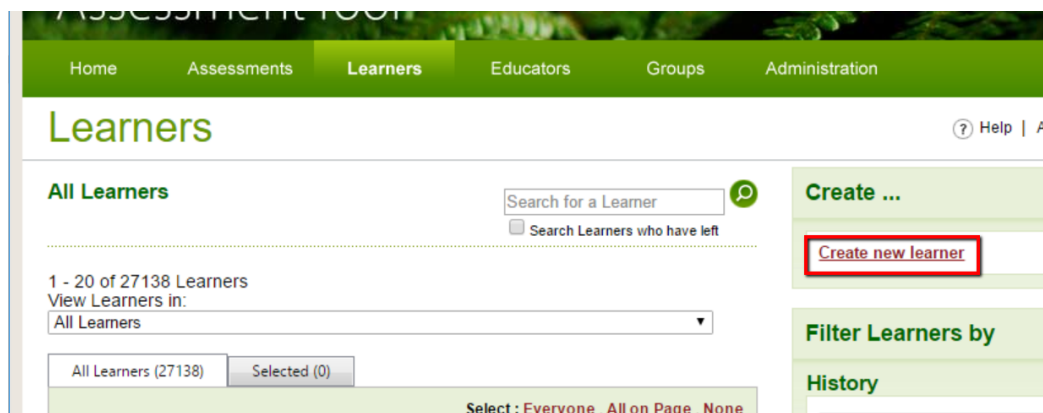 Assessment Tool
Home Assessments Learners Educators Groups Administration
Learners
? Help |
All Learners
Search for a Learner
Search Learners who have left
1 - 20 of 27138 Learners
View Learners in:
All Learners
All Learners (27138) Selected (0)
Select : Everyone All on Page None
Create ...
Create new learner
Filter Learners by
History